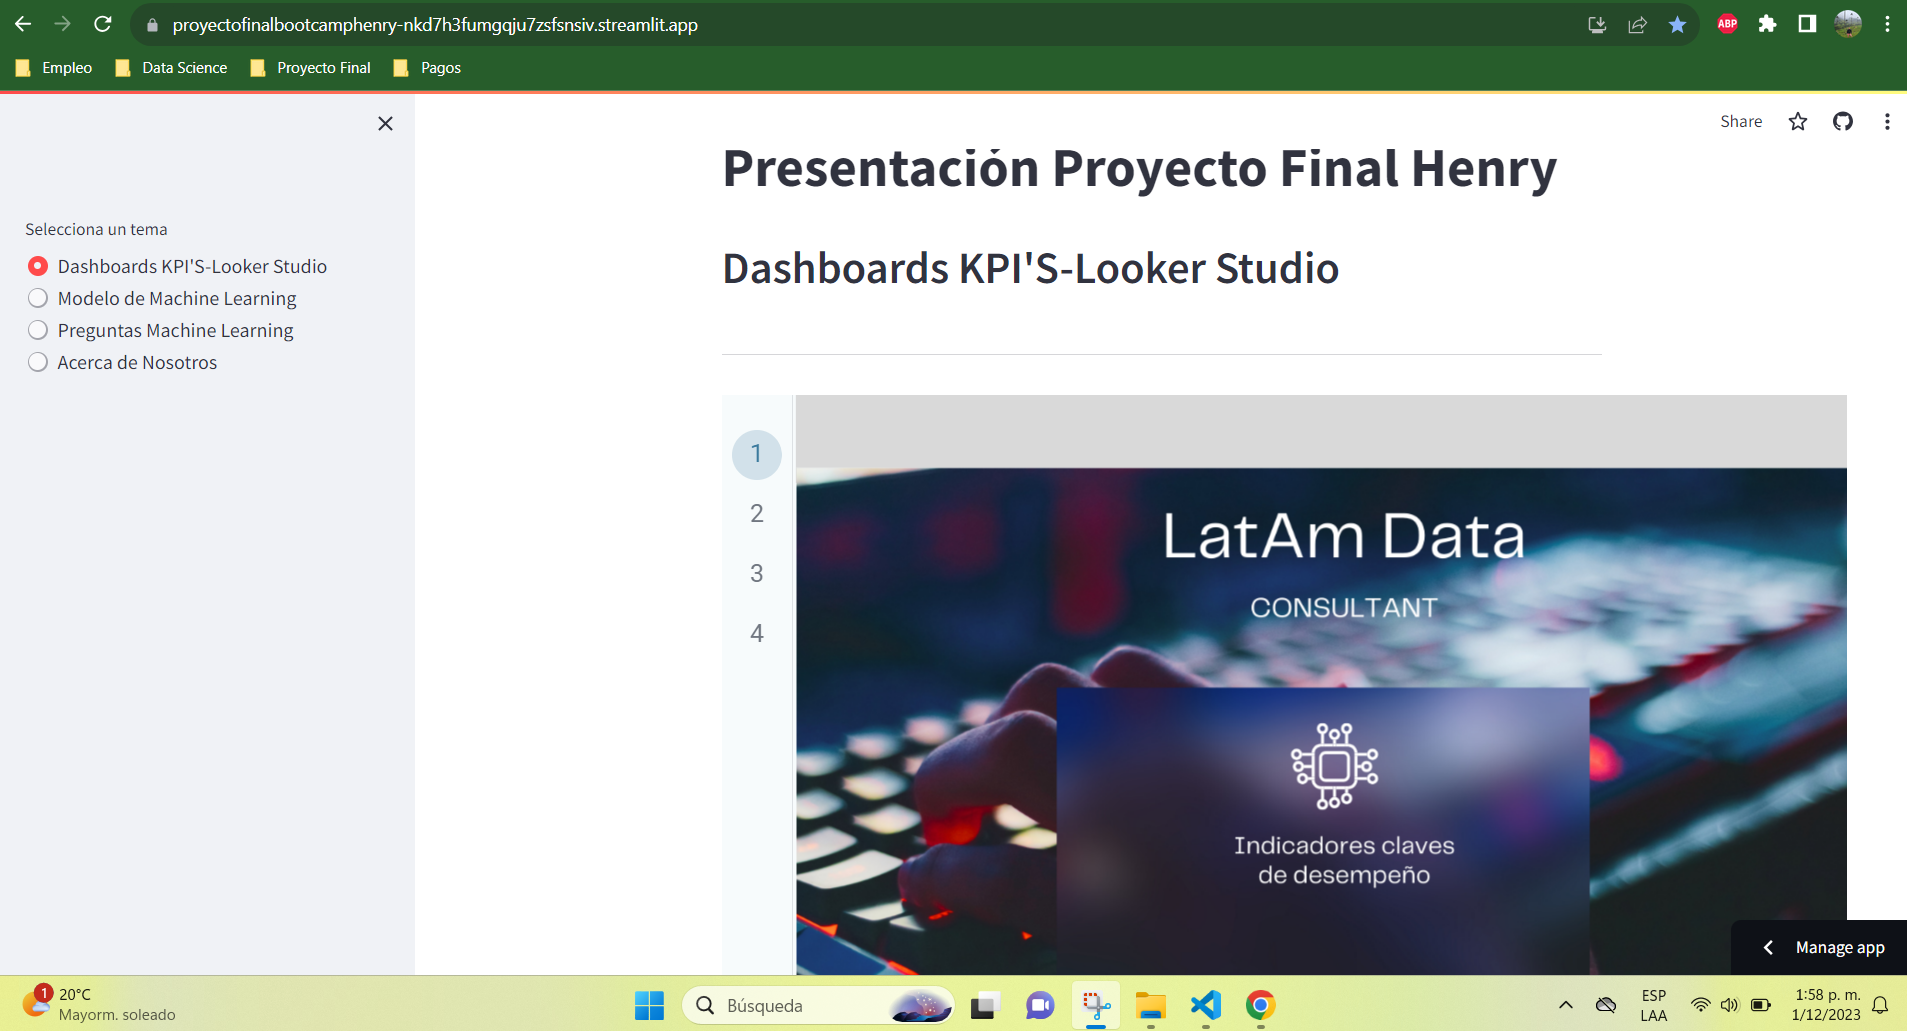 proyectofinalbootcamphenry-nkd7h3fumgqju7zsfsnsiv.streamlit.app
ABP
Empleo
Data Science
Proyecto Final
Pagos
Share
Presentación Proyecto Final Henry
Selecciona un tema
Dashboards KPI'S-Looker Studio
Modelo de Machine Learning
Preguntas Machine Learning
Acerca de Nosotros
Dashboards KPI'S-Looker Studio
1
2
3
4
LatAm Data
CONSULTANT
Indicadores claves
de desempeño
Manage app
1
20°C
Mayorm. soleado
Búsqueda
ESP
LAA
1:58 p. m.
1/12/2023